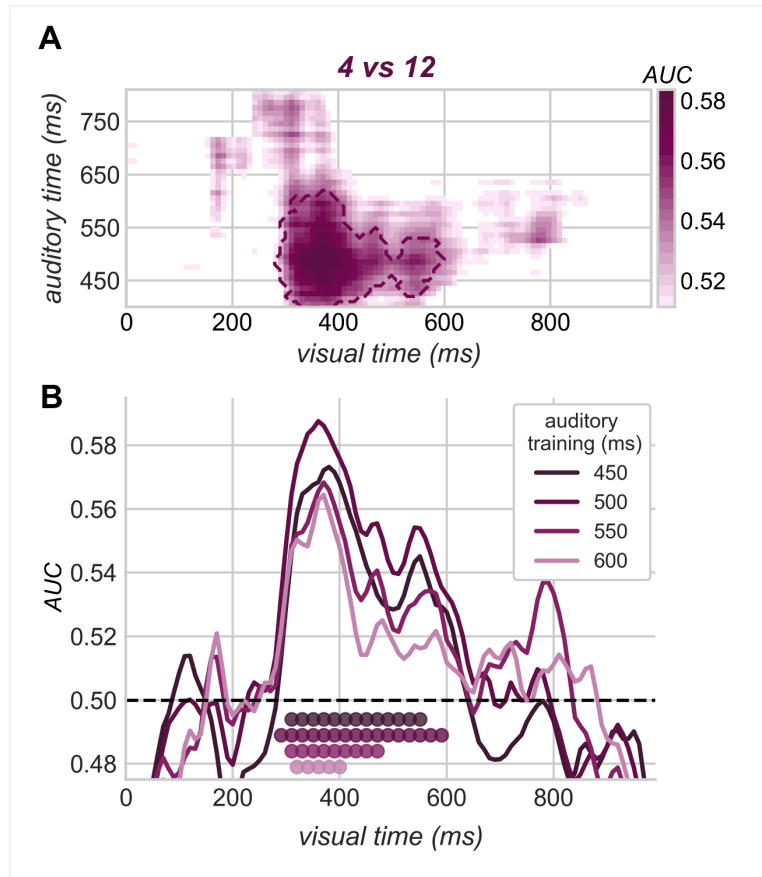 A
4 vs 12
AUC
auditory time (ms)
750
650
550
450
0.58
0.56
0.54
0.52
0 200 400 600 800
visual time (ms)
B
AUC
0.58
0.56
0.54
0.52
0.50
0.48
auditory
training (ms)
450
500
550
600
0 200 400 600 800
visual time (ms)